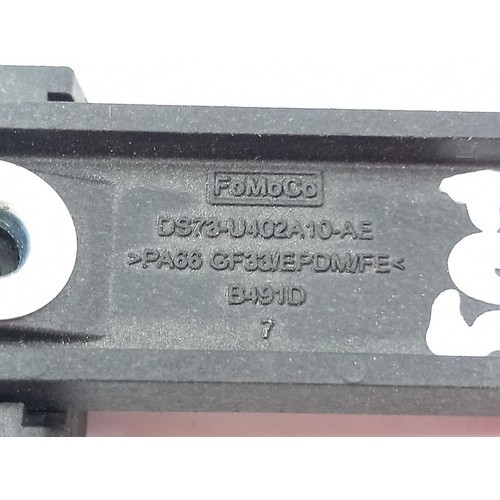 FoMoCo
DS73-U402A10-AE
>PA66 GF33/EPDM/FE<
B491D
7